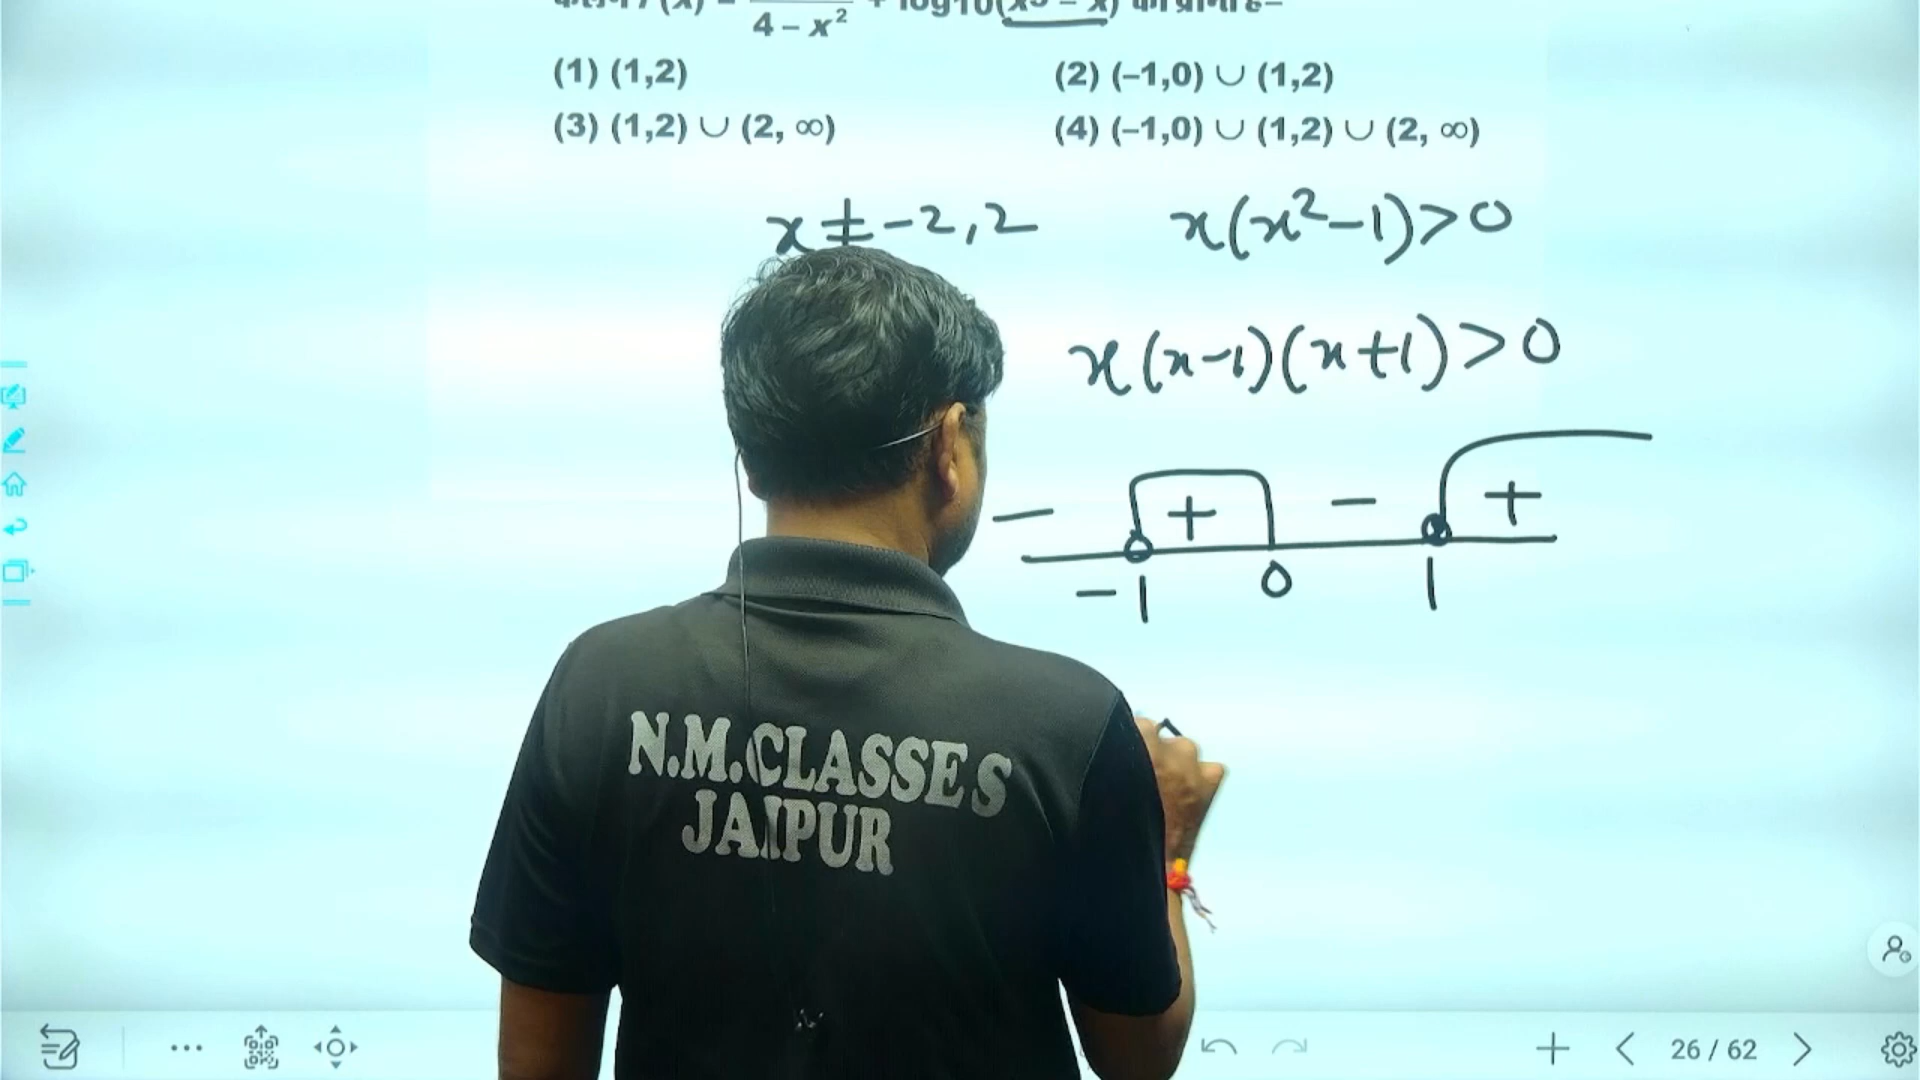 4 – x²
(1) (1,2)
(2) (–1,0) ∪ (1,2)
(3) (1,2) ∪ (2, ∞)
(4) (–1,0) ∪ (1,2) ∪ (2, ∞)
x ≠ -2, 2
x(x²-1)>0
x(x-1)(x+1)>0
- + - +
-1 0 1
N.M. CLASSES
JAIPUR
26 / 62